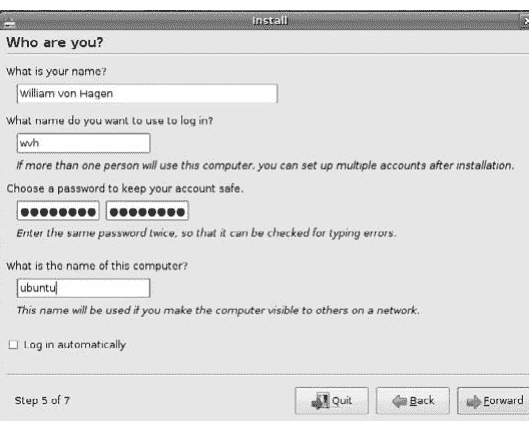 Install
Who are you?
What is your name?
William von Hagen
What name do you want to use to log in?
wvh
If more than one person will use this computer, you can set up multiple accounts after installation.
Choose a password to keep your account safe.
●●●●●●●● ●●●●●●●●
Enter the same password twice, so that it can be checked for typing errors.
What is the name of this computer?
ubuntu
This name will be used if you make the computer visible to others on a network.
Log in automatically
Step 5 of 7
Quit
Back
Forward